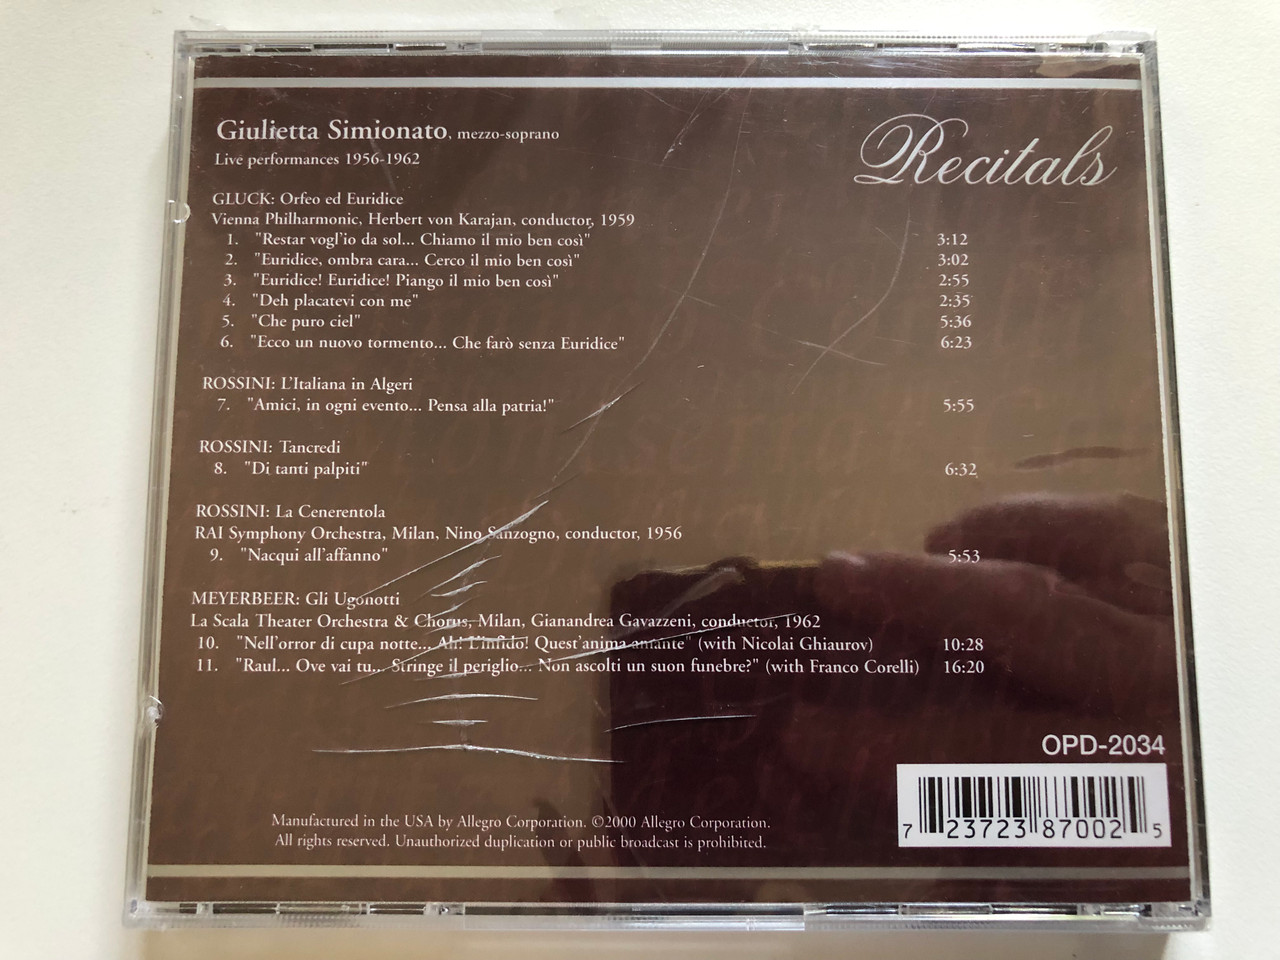 Giulietta Simionato, mezzo-soprano
Live performances 1956-1962
Recitals
GLUCK: Orfeo ed Euridice
Vienna Philharmonic, Herbert von Karajan, conductor, 1959
1. "Restar vogl'io da sol... Chiamo il mio ben così" 3:12
2. "Euridice, ombra cara... Cerco il mio ben così" 3:02
3. "Euridice! Euridice! Piango il mio ben così" 2:55
4. "Deh placatevi con me" 2:35
5. "Che puro ciel" 5:36
6. "Ecco un nuovo tormento... Che farò senza Euridice" 6:23
ROSSINI: L'Italiana in Algeri
7. "Amici, in ogni evento... Pensa alla patria!" 5:55
ROSSINI: Tancredi
8. "Di tanti palpiti" 6:32
ROSSINI: La Cenerentola
RAI Symphony Orchestra, Milan, Nino Sanzogno, conductor, 1956
9. "Nacqui all'affanno" 5:53
MEYERBEER: Gli Ugonotti
La Scala Theater Orchestra & Chorus, Milan, Gianandrea Gavazzeni, conductor, 1962
10. "Nell'orror di cupa notte... Ah! L'infido! Quest'anima amante" (with Nicolai Ghiaurov) 10:28
11. "Raul... Ove vai tu... Stringe il periglio... Non ascolti un suon funebre?" (with Franco Corelli) 16:20
OPD-2034
7 23723 87002 5
Manufactured in the USA by Allegro Corporation. ©2000 Allegro Corporation.
All rights reserved. Unauthorized duplication or public broadcast is prohibited.